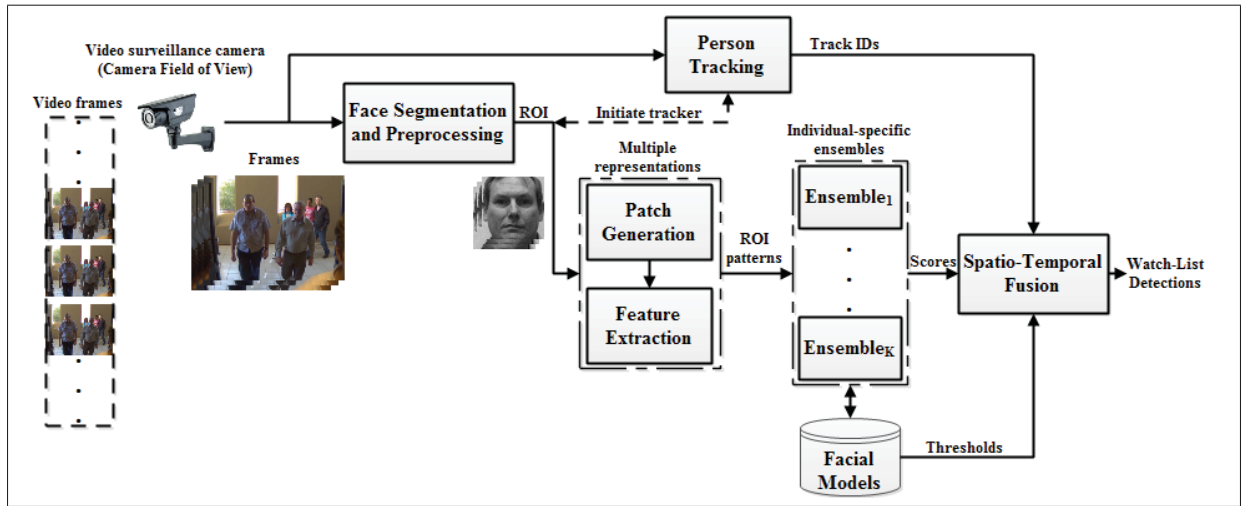 Video surveillance camera
(Camera Field of View)
Video frames
Person
Tracking
Track IDs
Face Segmentation
and Preprocessing
ROI
Initiate tracker
Frames
Multiple
representations
Patch
Generation
Feature
Extraction
ROI
patterns
Individual-specific
ensembles
Ensemble1
EnsembleK
Scores
Spatio-Temporal
Fusion
Watch-List
Detections
Facial
Models
Thresholds